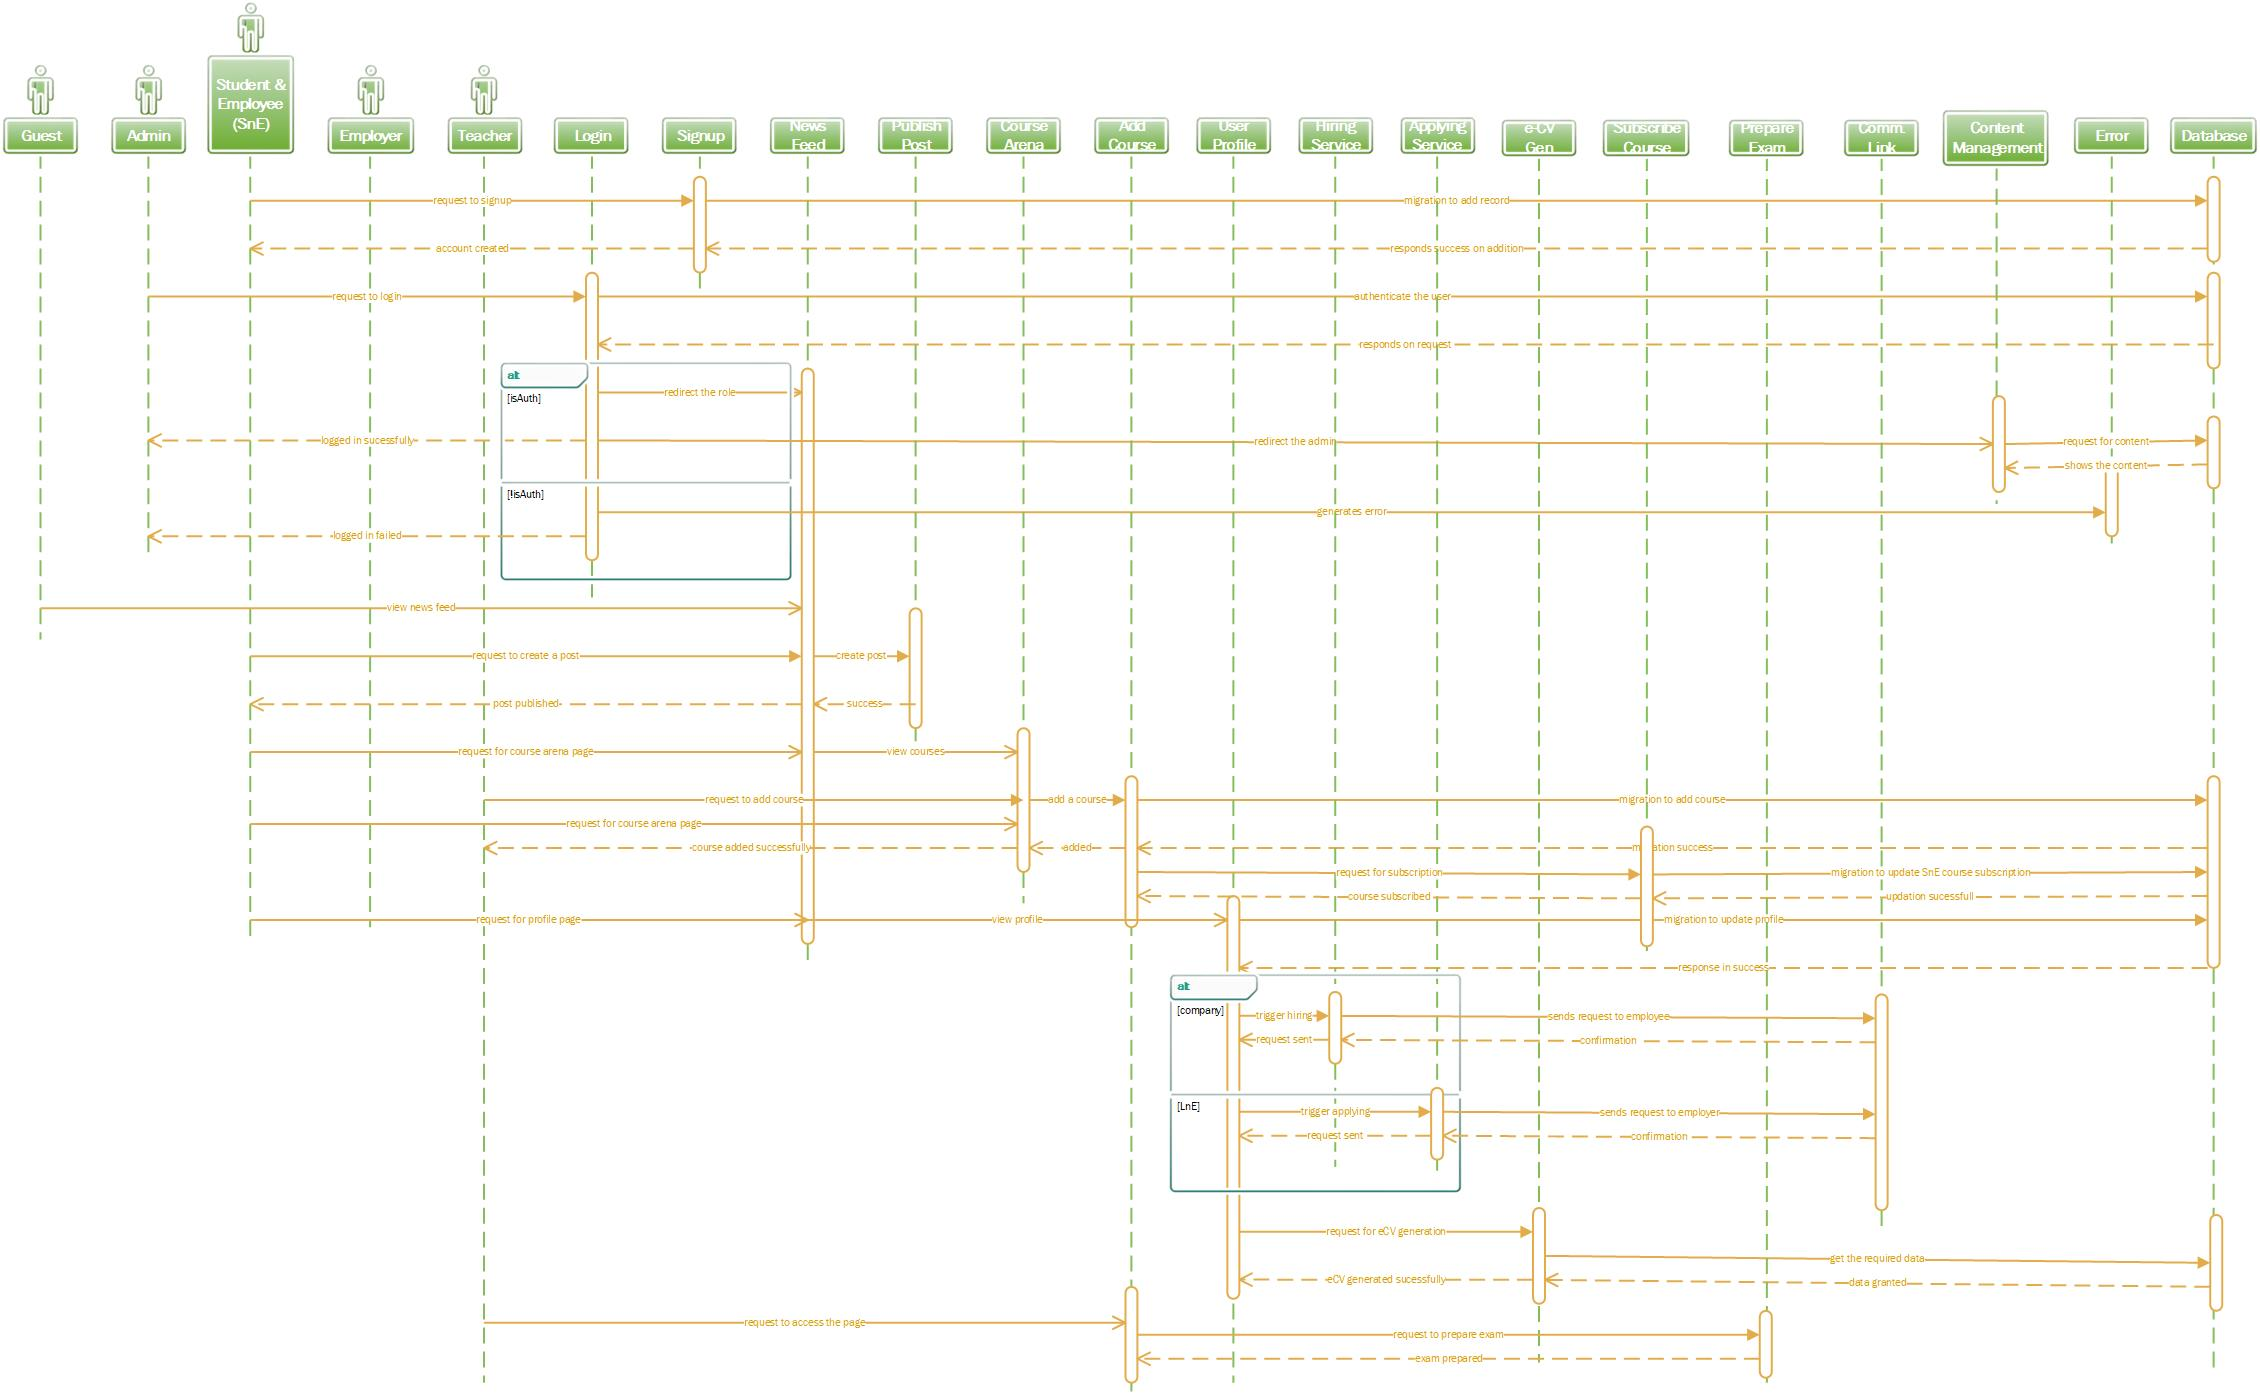 Student &
Employee
(SnE)
Guest
Admin
Employer
Teacher
Login
Signup
News
Feed
Publish
Post
Course
Arena
Add
Course
User
Profile
Hiring
Service
Applying
Service
e-CV
Gen
Subscribe
Course
Prepare
Exam
Comm.
Link
Content
Management
Error
Database
request to signup
migration to add record
account created
responds success on addition
request to login
authenticate the user
responds on request
alt
[isAuth]
redirect the role
logged in sucessfully
redirect the admin
request for content
shows the content
[!isAuth]
generates error
logged in failed
view news feed
request to create a post
create post
post published
success
request for course arena page
view courses
request to add course
add a course
migration to add course
request for course arena page
course added successfully
added
migration success
request for subscription
migration to update SnE course subscription
course subscribed
updation sucessfull
request for profile page
view profile
migration to update profile
response in success
alt
[company]
trigger hiring
sends request to employee
request sent
confirmation
[LnE]
trigger applying
sends request to employer
request sent
confirmation
request for eCV generation
get the required data
eCV generated sucessfully
data granted
request to access the page
request to prepare exam
exam prepared